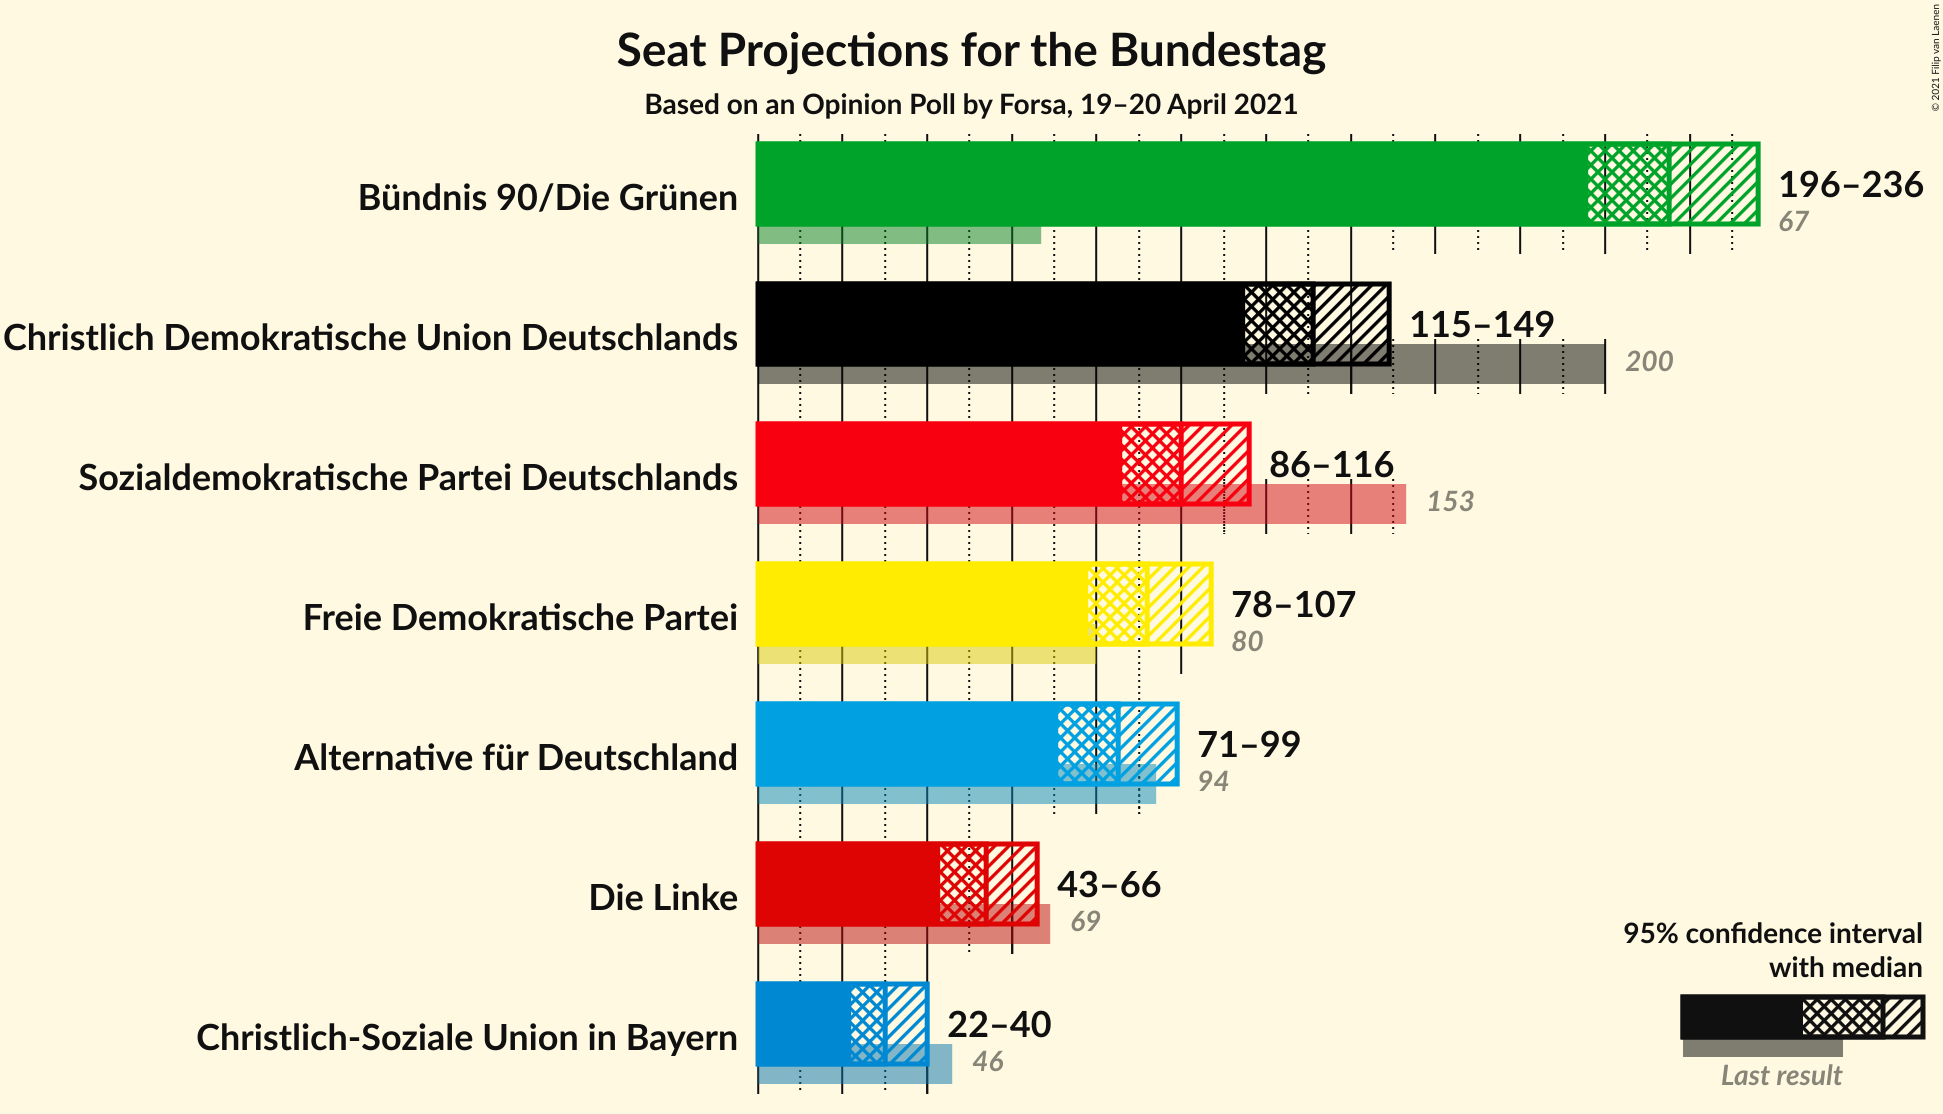 Seat Projections for the Bundestag
Based on an Opinion Poll by Forsa, 19–20 April 2021
© 2021 Filip van Laenen
Bündnis 90/Die Grünen
196–236
67
Christlich Demokratische Union Deutschlands
115–149
200
Sozialdemokratische Partei Deutschlands
86–116
153
Freie Demokratische Partei
78–107
80
Alternative für Deutschland
71–99
94
Die Linke
43–66
69
Christlich-Soziale Union in Bayern
22–40
46
95% confidence interval
with median
Last result